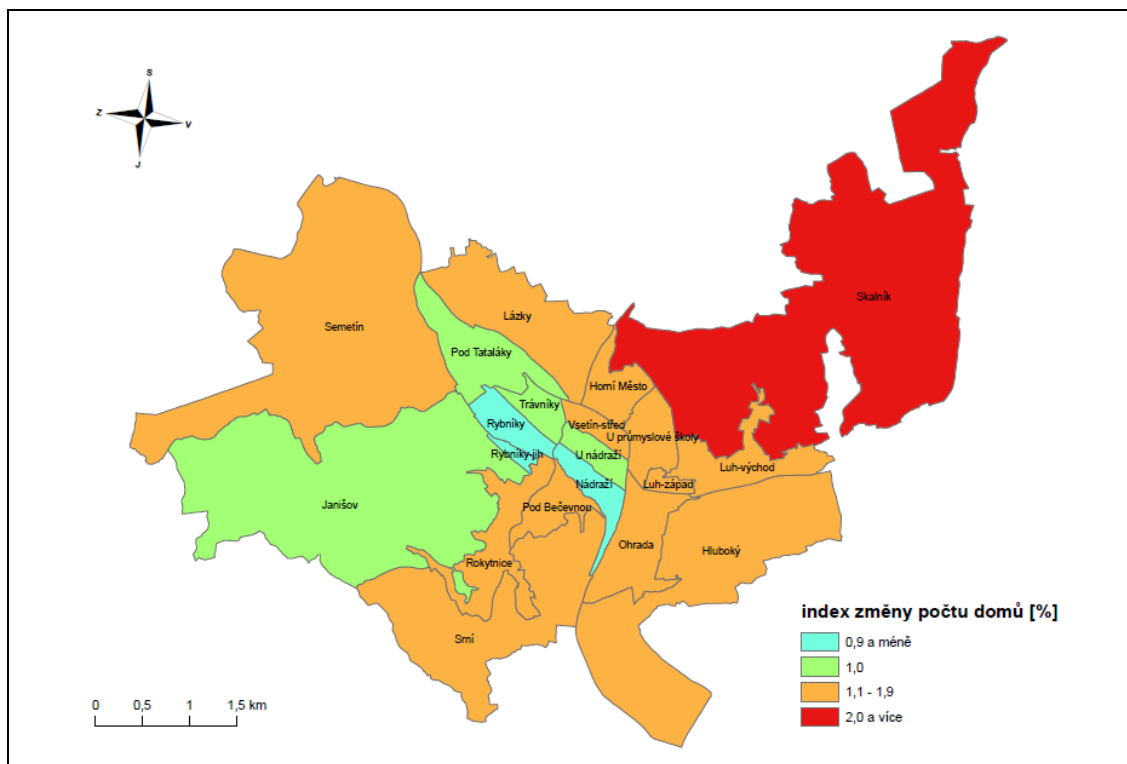 S
Z
V
J
Skalník
Lázky
Semetín
Pod Tataláky
Horní Město
Trávníky
Rybníky
Vsetín-střed
U průmyslové školy
Rybníky-jih
U nádraží
Luh-východ
Nádraží
Luh-západ
Janišov
Pod Bečevnou
Ohrada
Hluboký
Rokytnice
Srní
index změny počtu domů [%]
0,9 a méně
1,0
1,1 - 1,9
2,0 a více
0 0,5 1 1,5 km